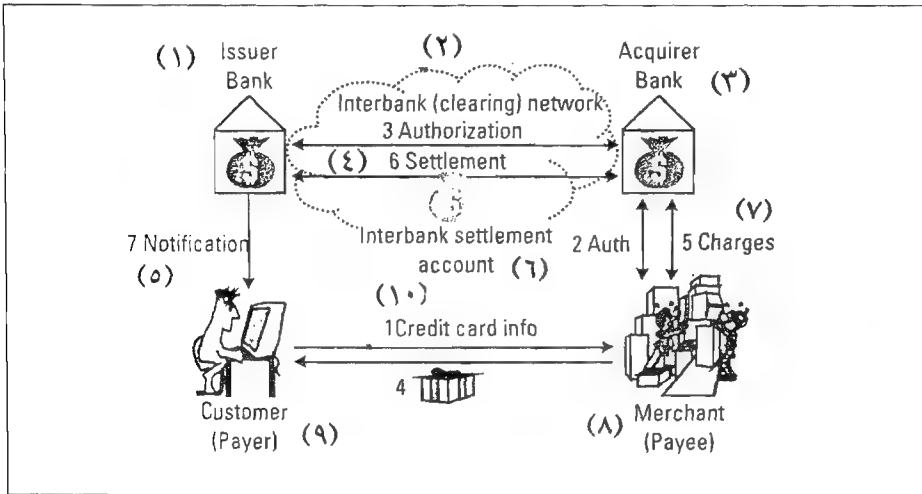 (١) Issuer Bank
(٢)
Acquirer Bank (٣)
Interbank (clearing) network
3 Authorization
(٤) 6 Settlement
7 Notification
(٥)
Interbank settlement account (٦)
2 Auth
5 Charges
(٧)
(١٠)
1Credit card info
4
Customer (Payer) (٩)
(٨) Merchant (Payee)